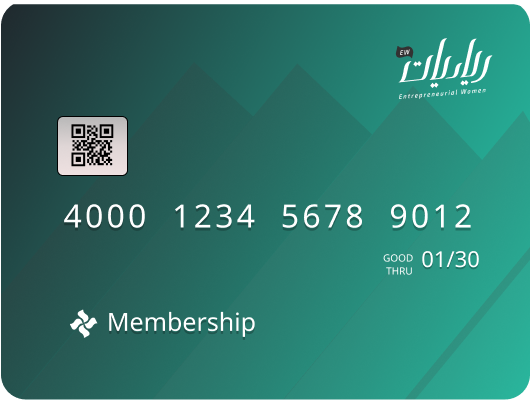 EW
رياديات
Entrepreneurial Women
4000 1234 5678 9012
GOOD THRU 01/30
Membership